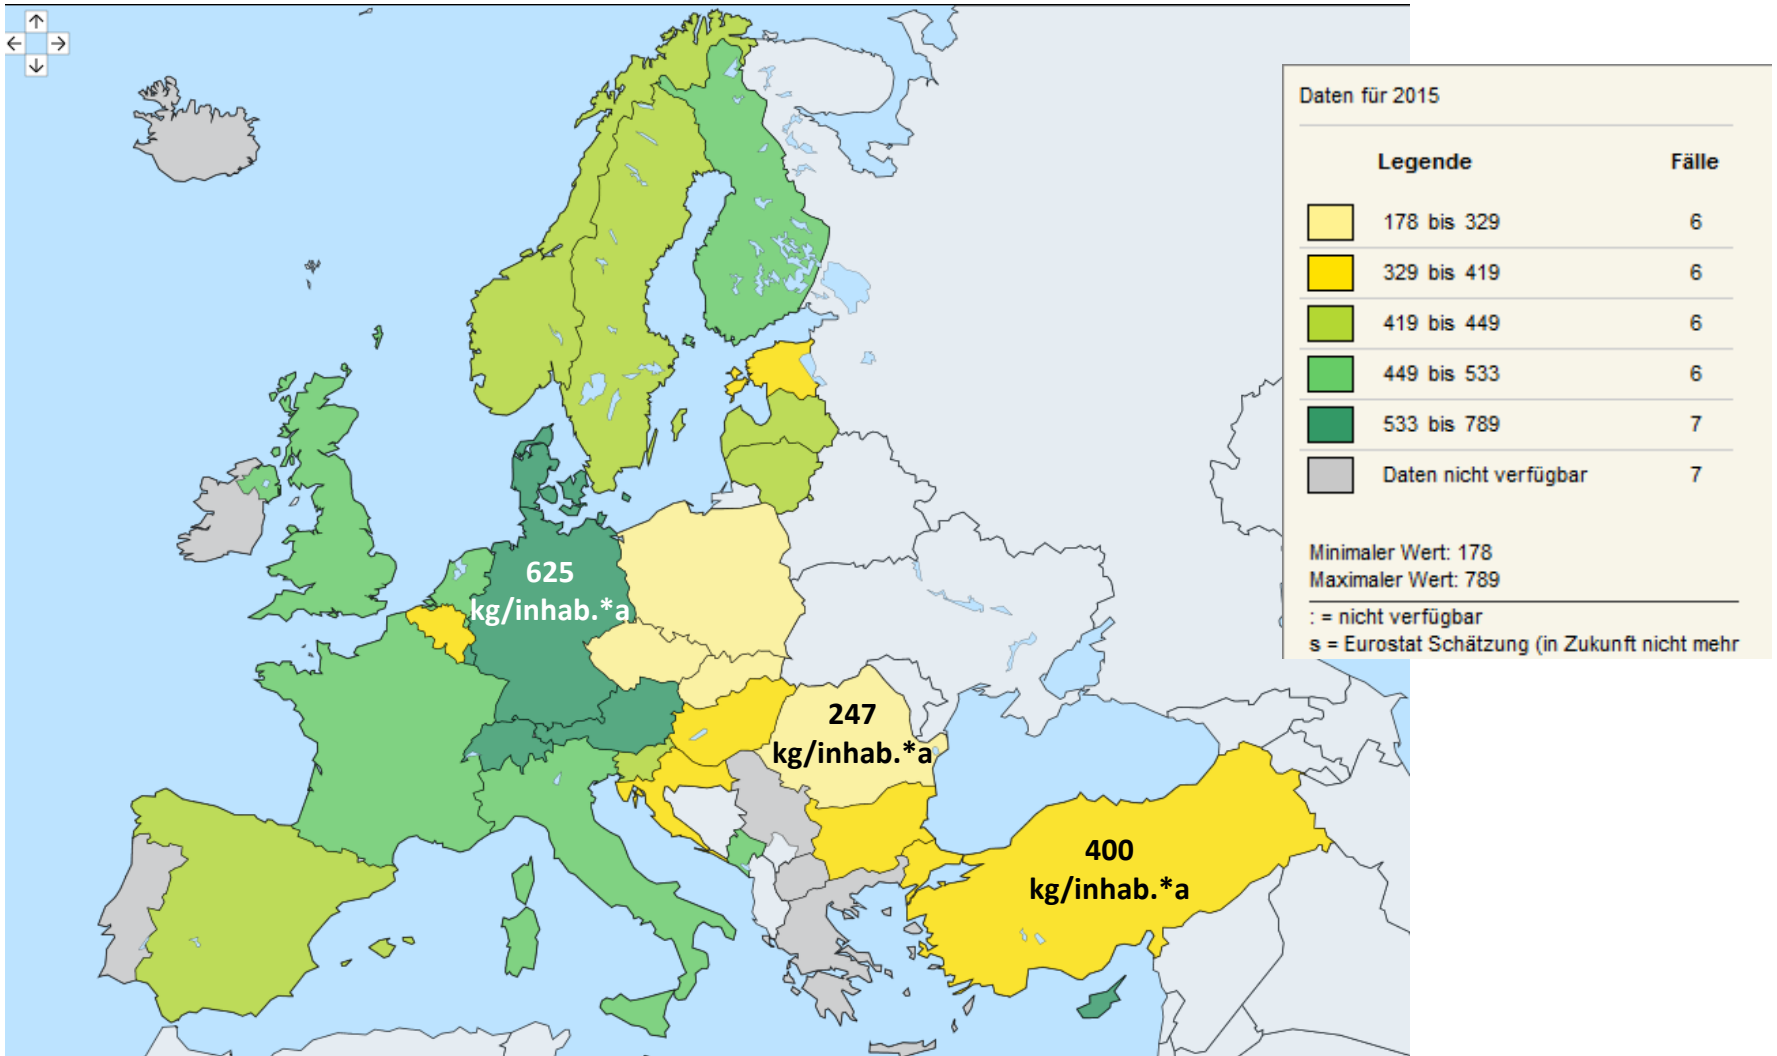 Daten für 2015
Legende Fälle
178 bis 329 6
329 bis 419 6
419 bis 449 6
449 bis 533 6
533 bis 789 7
Daten nicht verfügbar 7
Minimaler Wert: 178
Maximaler Wert: 789
: = nicht verfügbar
s = Eurostat Schätzung (in Zukunft nicht mehr
625
kg/inhab.*a
247
kg/inhab.*a
400
kg/inhab.*a